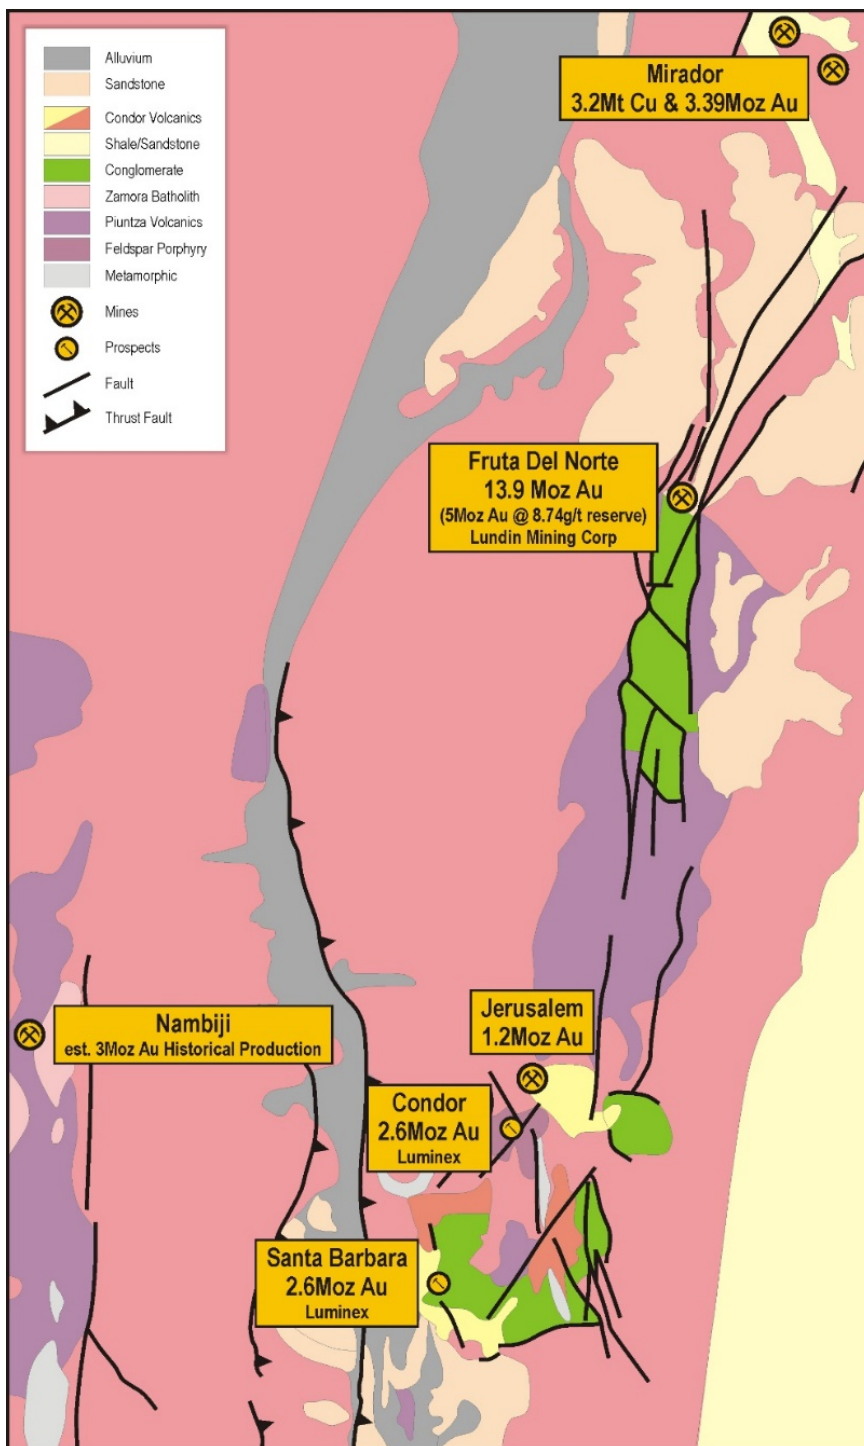 Alluvium
Sandstone
Condor Volcanics
Shale/Sandstone
Conglomerate
Zamora Batholith
Piuntza Volcanics
Feldspar Porphyry
Metamorphic
Mines
Prospects
Fault
Thrust Fault
Mirador
3.2Mt Cu & 3.39Moz Au
Fruta Del Norte
13.9 Moz Au
(5Moz Au @ 8.74g/t reserve)
Lundin Mining Corp
Nambiji
est. 3Moz Au Historical Production
Jerusalem
1.2Moz Au
Condor
2.6Moz Au
Luminex
Santa Barbara
2.6Moz Au
Luminex